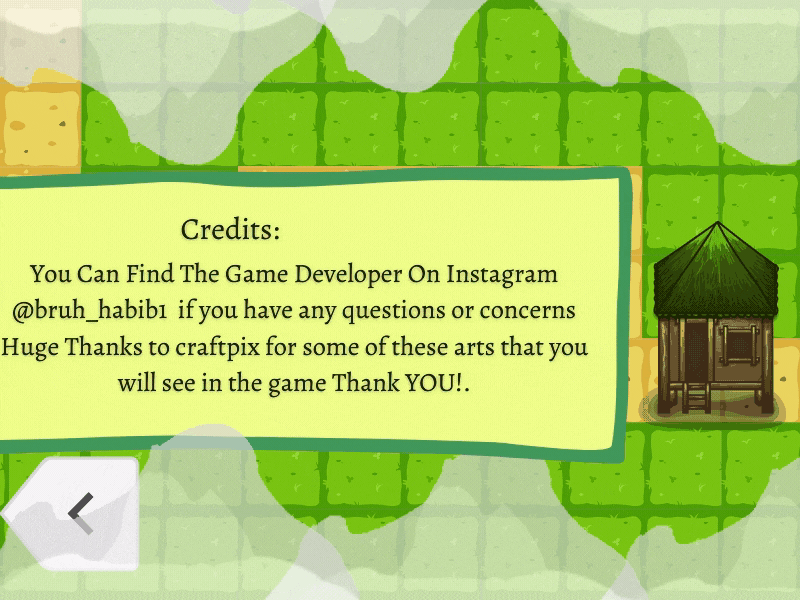 Credits:
You Can Find The Game Developer On Instagram
@bruh_habib1 if you have any questions or concerns
Huge Thanks to craftpix for some of these arts that you
will see in the game Thank YOU!.